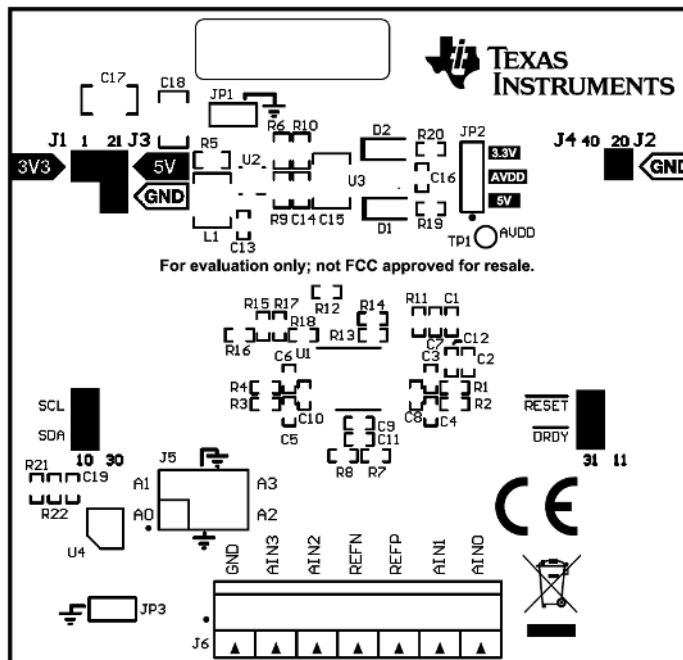 TEXAS
INSTRUMENTS
C17
C18
JP1
J1 1 21 J3
R6 R10
D2
R20
JP2
J4 40 20 J2
3V3
5V
R5
U2
U3
3.3V
GND
GND
C16
AVDD
5V
L1
C13
R9
C14
C15
D1
R19
TP1
AVDD
For evaluation only; not FCC approved for resale.
R12
R15 R17
R14
R11
C1
R16
R18
R13
C7
C12
U1
C6
C3
C2
R4
R1
R3
R2
C10
C8
C5
C4
SCL
RESET
C9
SDA
C11
DRDY
10 30
R8
R7
31 11
J5
R21
C19
A1
A3
R22
A0
A2
U4
GND
AIN3
AIN2
REFN
REFP
AIN1
AIN0
CE
JP3
J6